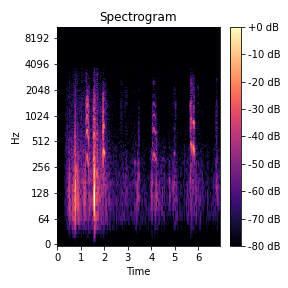 Spectrogram
+0 dB
8192
-10 dB
4096
-20 dB
2048
-30 dB
1024
Hz
512
-40 dB
256
-50 dB
128
-60 dB
64
-70 dB
0
-80 dB
0 1 2 3 4 5 6
Time